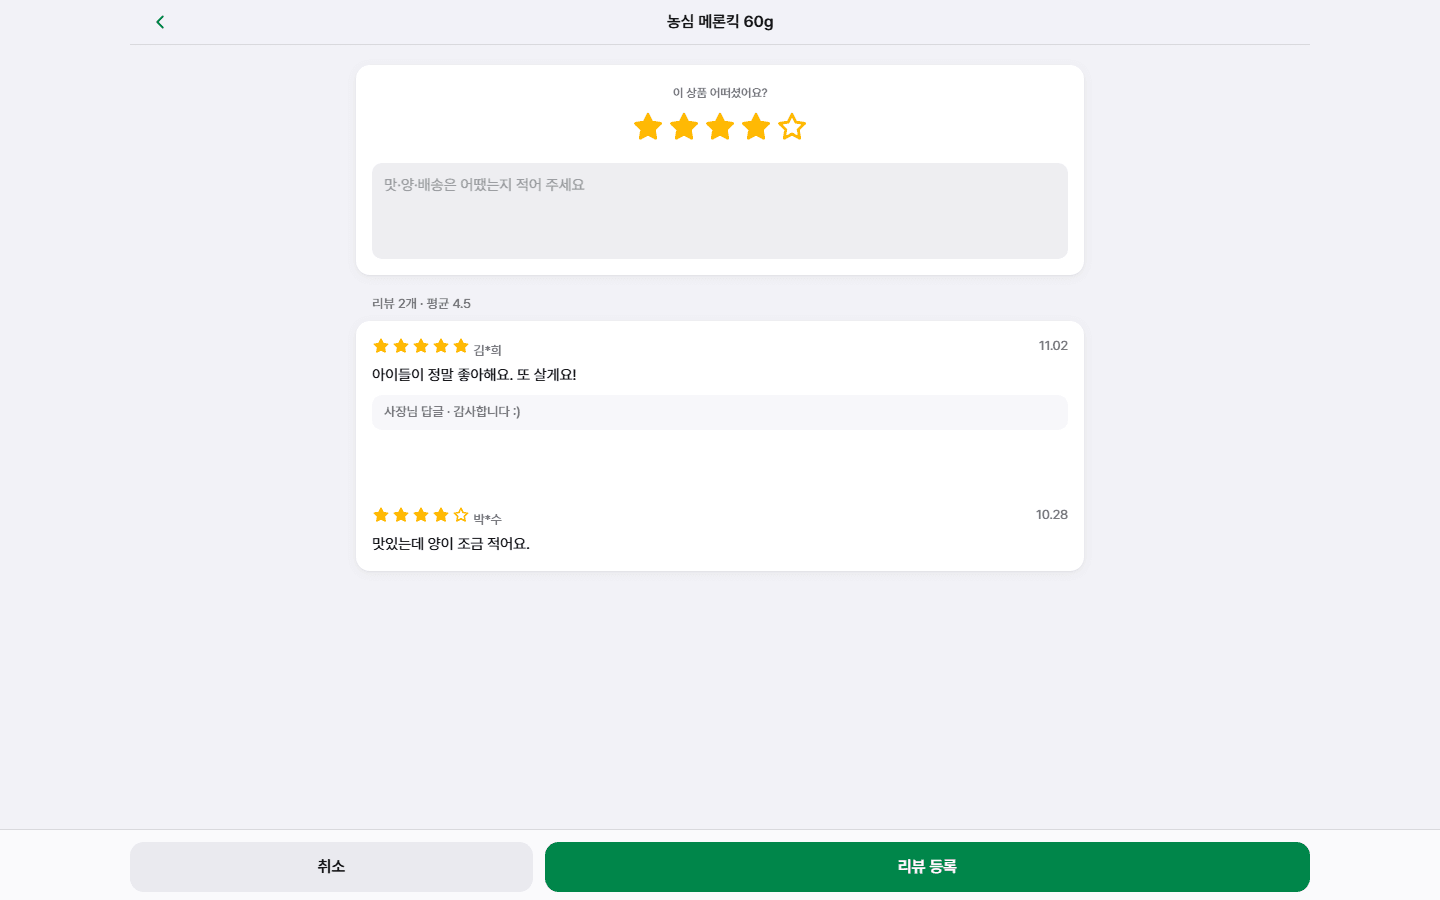 농심 메론킥 60g
이 상품 어떠셨어요?
맛·양·배송은 어땠는지 적어 주세요
리뷰 2개 · 평균 4.5
김*희 11.02
아이들이 정말 좋아해요. 또 살게요!
사장님 답글 · 감사합니다 :)
박*수 10.28
맛있는데 양이 조금 적어요.
취소 리뷰 등록